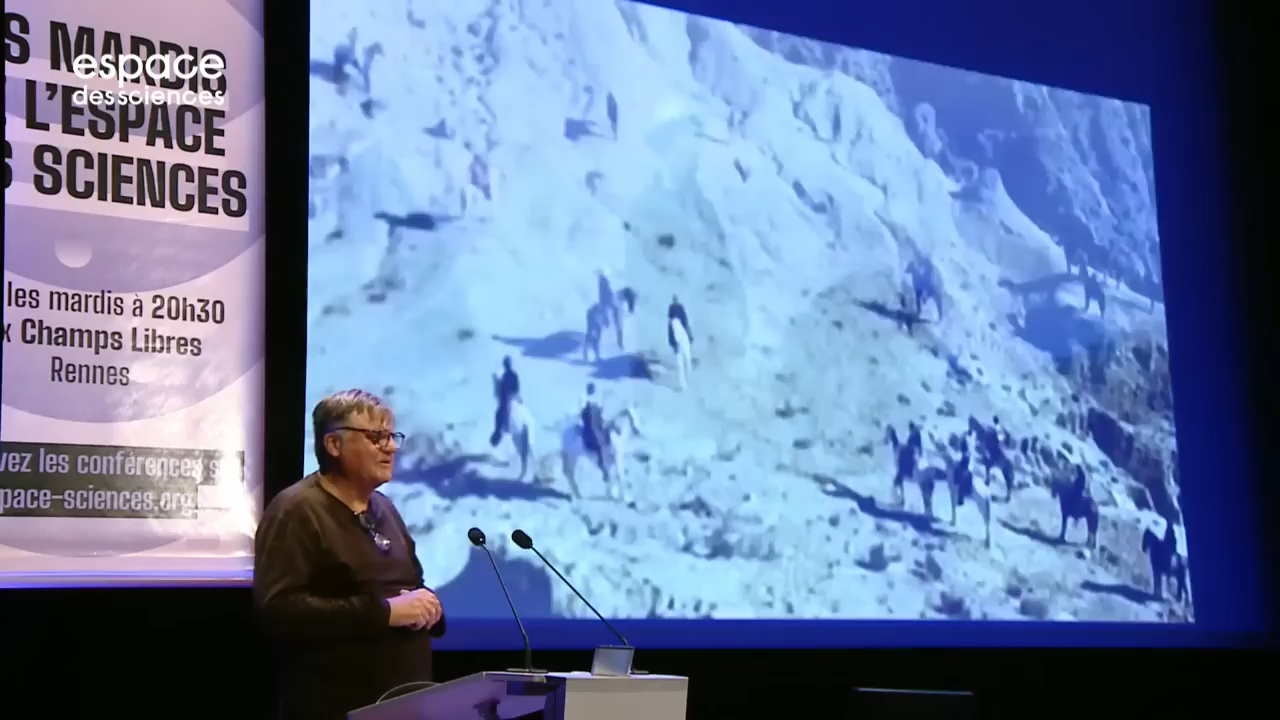 S MARDIS
L'ESPACE
S SCIENCES
espace
des sciences
les mardis à 20h30
x Champs Libres
Rennes
vez les conférences s
pace-sciences.org